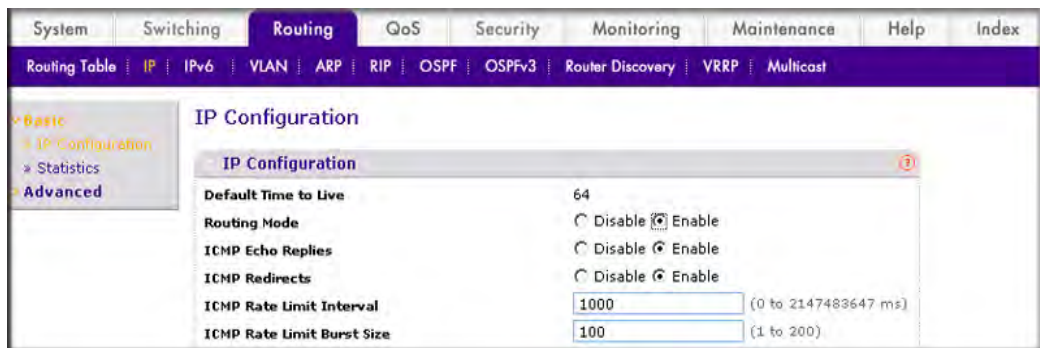 System Switching Routing QoS Security Monitoring Maintenance Help Index
Routing Table IP IPv6 VLAN ARP RIP OSPF OSPFv3 Router Discovery VRRP Multicast
Basic
» IP Configuration
» Statistics
Advanced
IP Configuration
IP Configuration ?
Default Time to Live 64
Routing Mode Disable Enable
ICMP Echo Replies Disable Enable
ICMP Redirects Disable Enable
ICMP Rate Limit Interval 1000 (0 to 2147483647 ms)
ICMP Rate Limit Burst Size 100 (1 to 200)